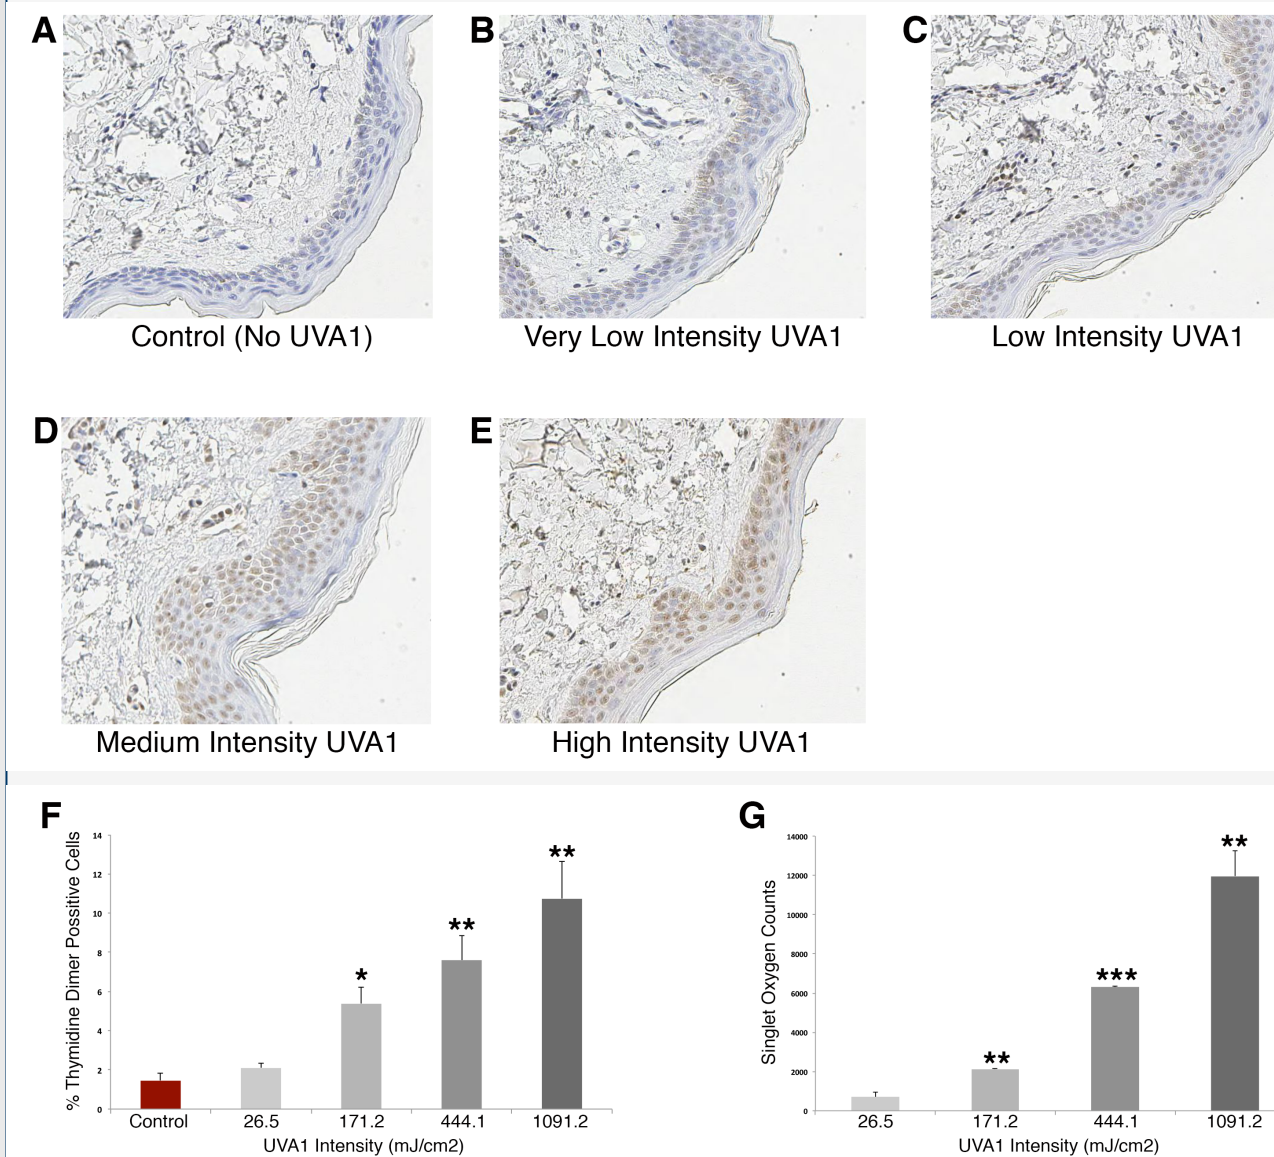 A
B
C
Control (No UVA1)
Very Low Intensity UVA1
Low Intensity UVA1
D
E
Medium Intensity UVA1
High Intensity UVA1
F
% Thymidine Dimer Possitive Cells
14
12
10
8
6
4
2
0
*
**
**
Control
26.5
171.2
444.1
1091.2
UVA1 Intensity (mJ/cm2)
G
Singlet Oxygen Counts
14000
12000
10000
8000
6000
4000
2000
0
**
***
**
26.5
171.2
444.1
1091.2
UVA1 Intensity (mJ/cm2)